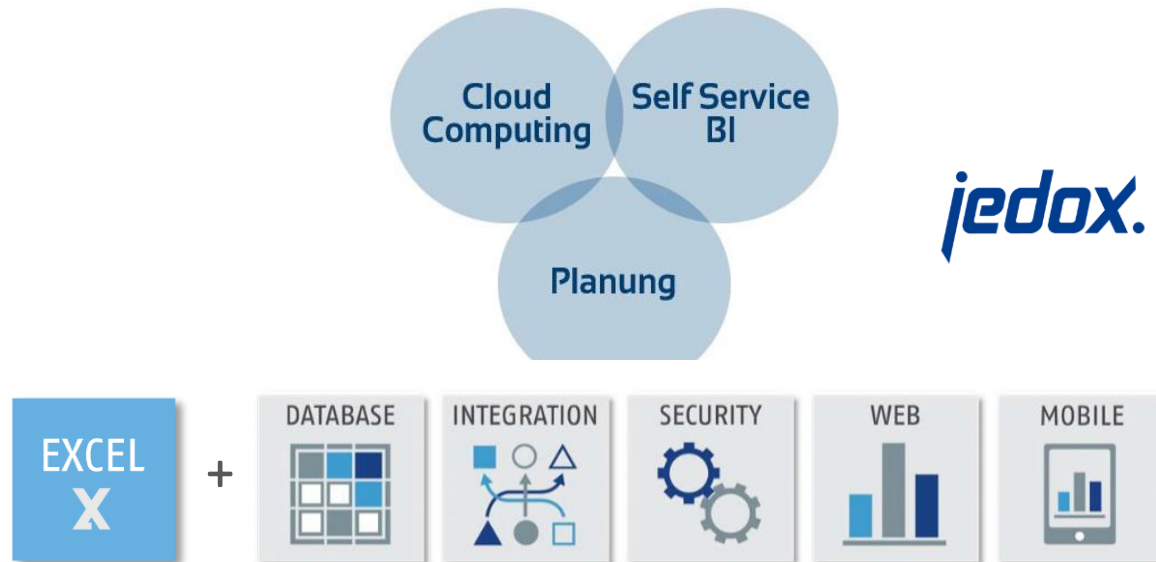 Cloud
Computing
Self Service
BI
Planung
jedox.
EXCEL
X
+
DATABASE
INTEGRATION
SECURITY
WEB
MOBILE